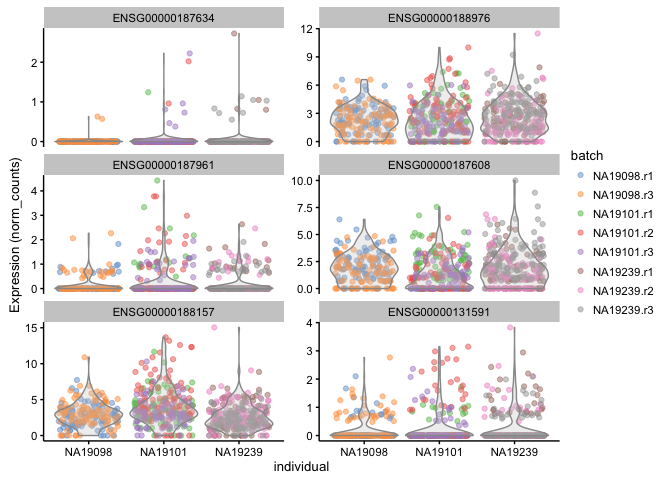 ENSG00000187634
ENSG00000188976
2
1
0
12
9
6
3
0
ENSG00000187961
ENSG00000187608
4
3
2
1
0
10.0
7.5
5.0
2.5
0.0
ENSG00000188157
ENSG00000131591
15
10
5
0
4
3
2
1
0
NA19098
NA19101
NA19239
NA19098
NA19101
NA19239
individual
Expression (norm_counts)
batch
NA19098.r1
NA19098.r3
NA19101.r1
NA19101.r2
NA19101.r3
NA19239.r1
NA19239.r2
NA19239.r3